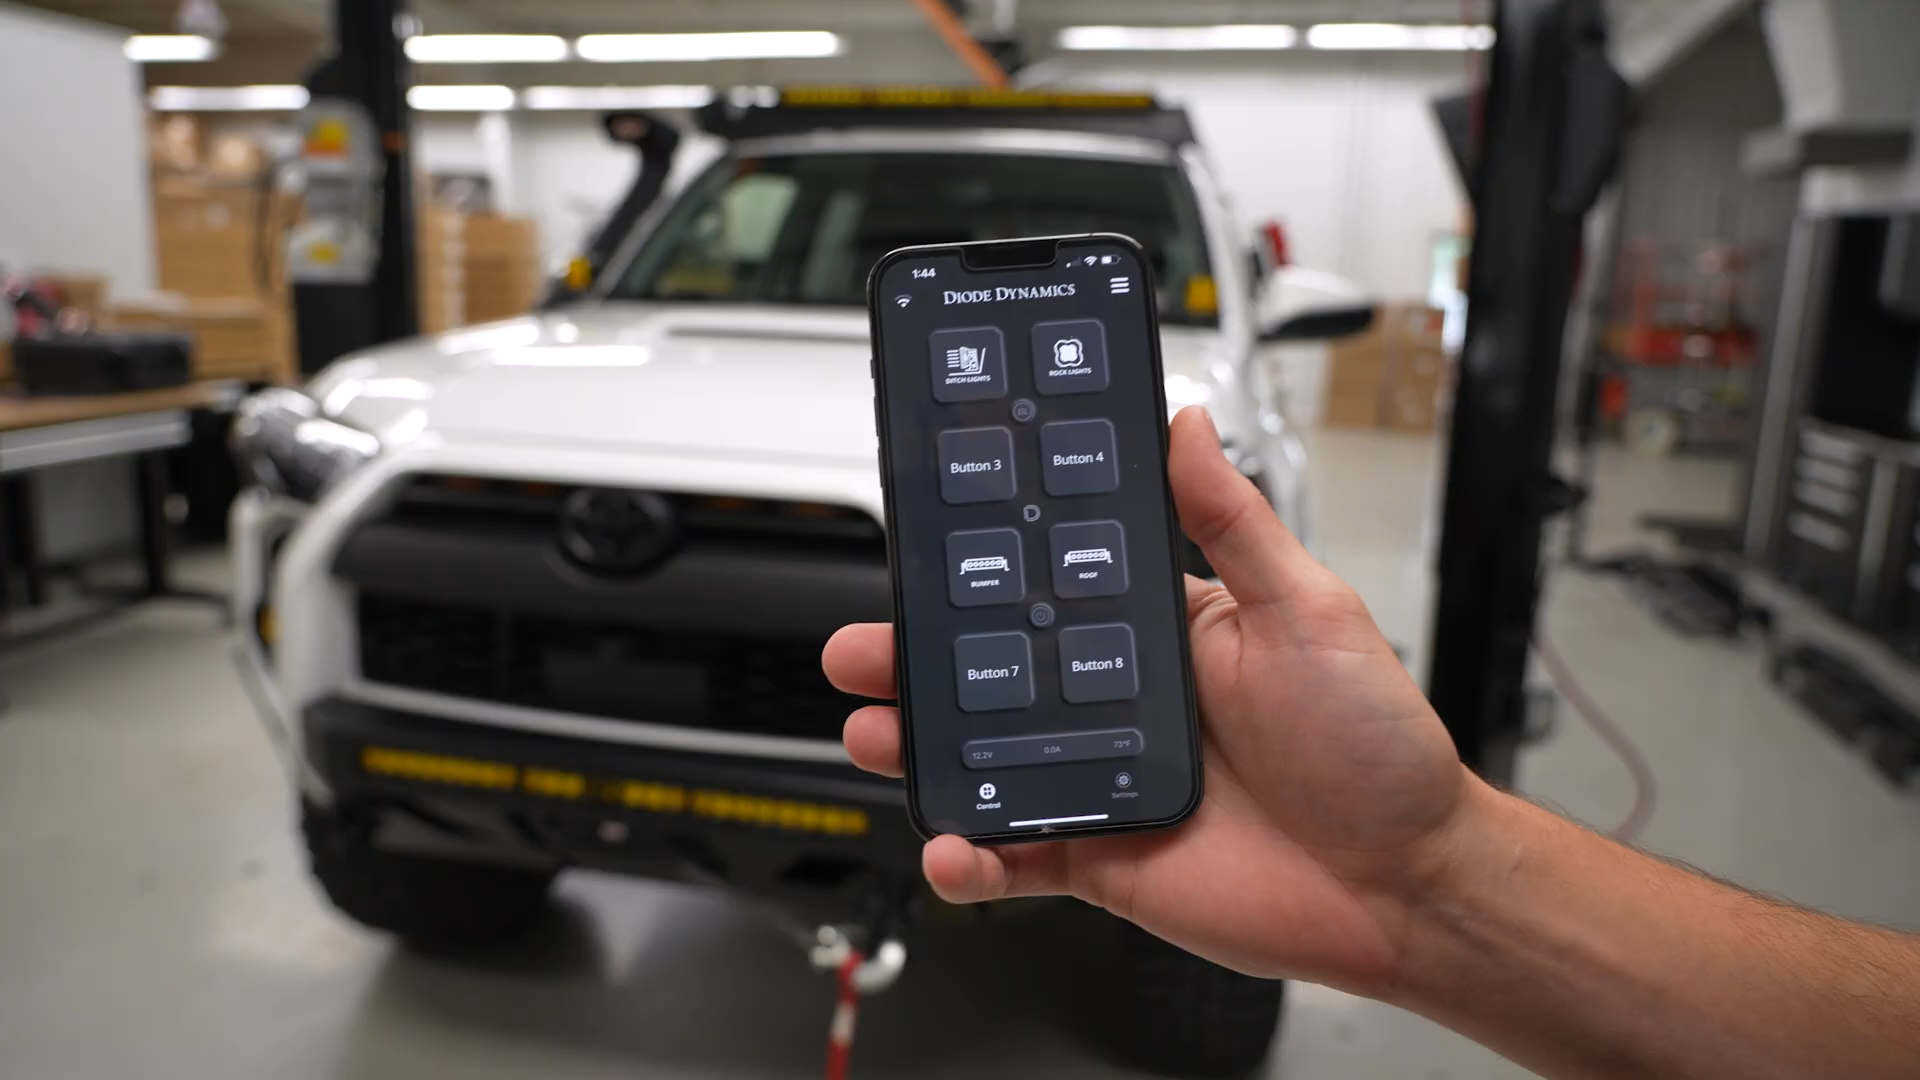 1:44
DIODE DYNAMICS
DITCH LIGHTS
ROCK LIGHTS
Button 3
Button 4
BUMPER
ROOF
Button 7
Button 8
12.2V 0.0A 73°F
Control
Settings